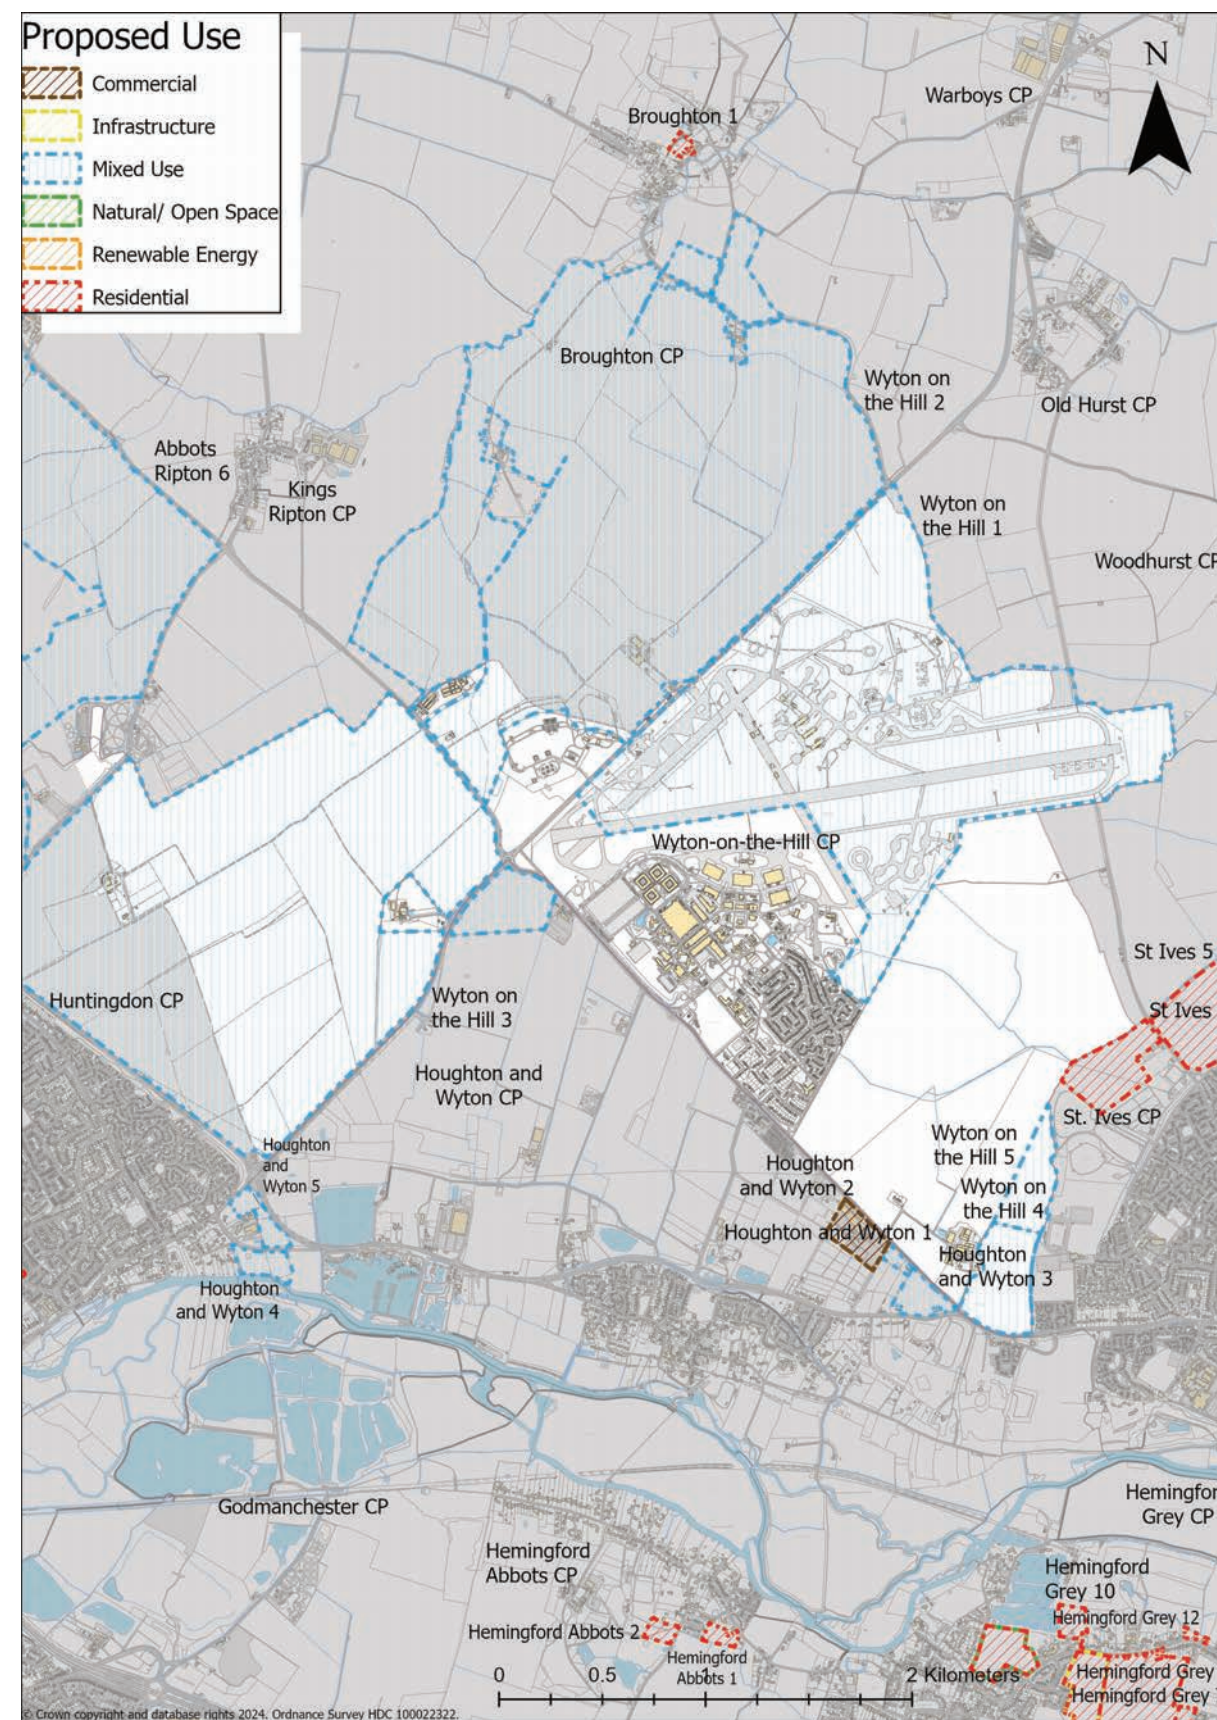 Proposed Use
Commercial
Infrastructure
Mixed Use
Natural/ Open Space
Renewable Energy
Residential
N
Warboys CP
Broughton 1
Broughton CP
Wyton on
the Hill 2
Old Hurst CP
Abbots
Ripton 6
Kings
Ripton CP
Wyton on
the Hill 1
Woodhurst CP
Wyton-on-the-Hill CP
St Ives 5
Huntingdon CP
Wyton on
the Hill 3
St Ives
Houghton and
Wyton CP
St. Ives CP
Houghton
and
Wyton 5
Wyton on
the Hill 5
Houghton
and Wyton 2
Wyton on
the Hill 4
Houghton and Wyton 1
Houghton
and Wyton 3
Houghton
and Wyton 4
Godmanchester CP
Hemingfor
Grey CP
Hemingford
Abbots CP
Hemingford
Grey 10
Hemingford Grey 12
Hemingford Abbots 2
Hemingford
Abbots 1
Hemingford Grey
Hemingford Grey
0 0.5 1 2 Kilometers
© Crown copyright and database rights 2024. Ordnance Survey HDC 100022322.